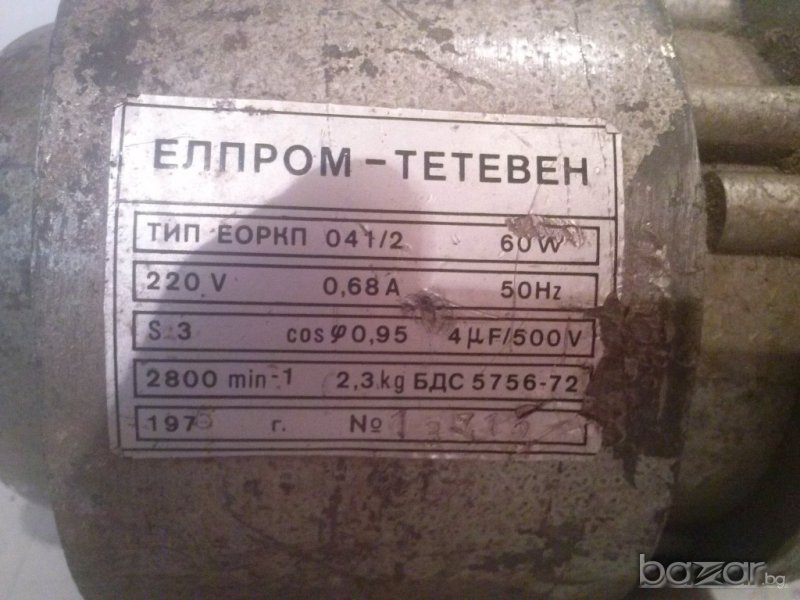 ЕЛПРОМ – ТЕТЕВЕН
ТИП ЕОРКП 041/2 60W
220 V 0,68A 50Hz
S 3 cos φ 0,95 4 μF/500 V
2800 min-1 2,3 kg БДС 5756-72
г. №
bazar.bg